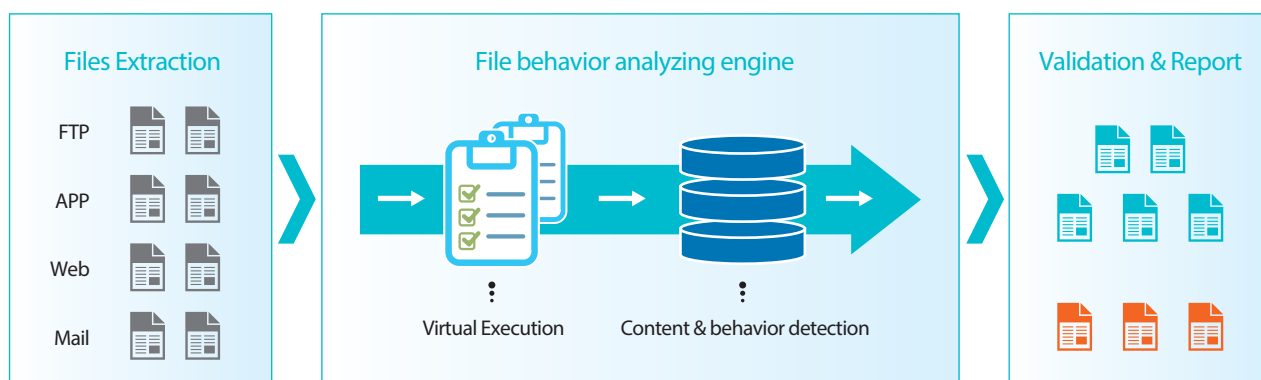 Files Extraction
FTP
APP
Web
Mail
File behavior analyzing engine
Virtual Execution
Content & behavior detection
Validation & Report